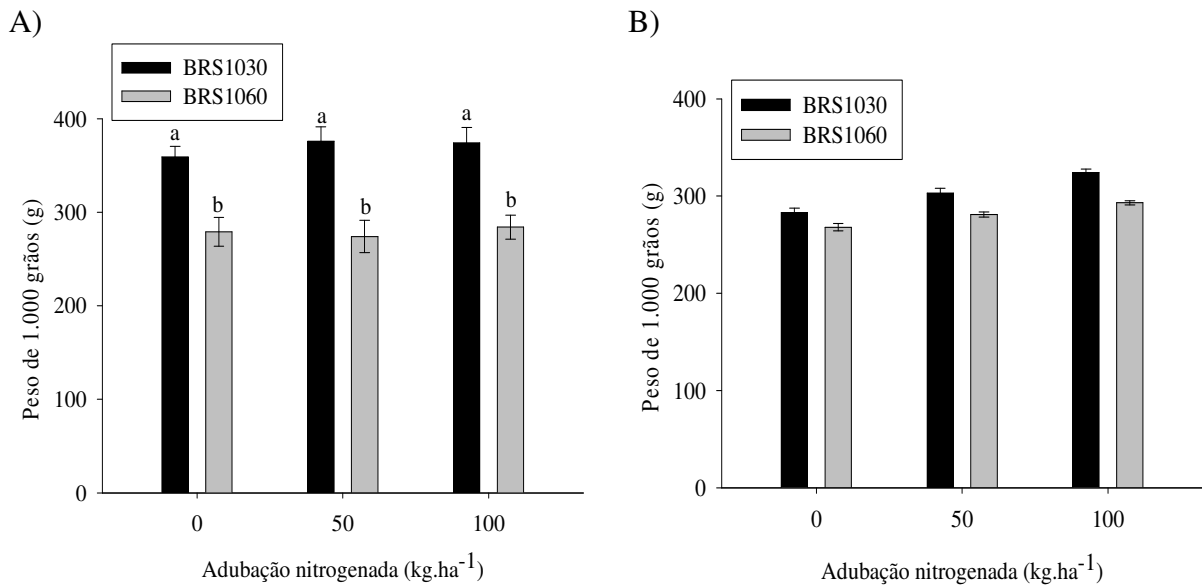 A)
BRS1030
BRS1060
400
300
200
100
0
a
b
a
b
a
b
0
50
100
Peso de 1.000 grãos (g)
Adubação nitrogenada (kg.ha-1)
B)
BRS1030
BRS1060
400
300
200
100
0
0
50
100
Peso de 1.000 grãos (g)
Adubação nitrogenada (kg.ha-1)